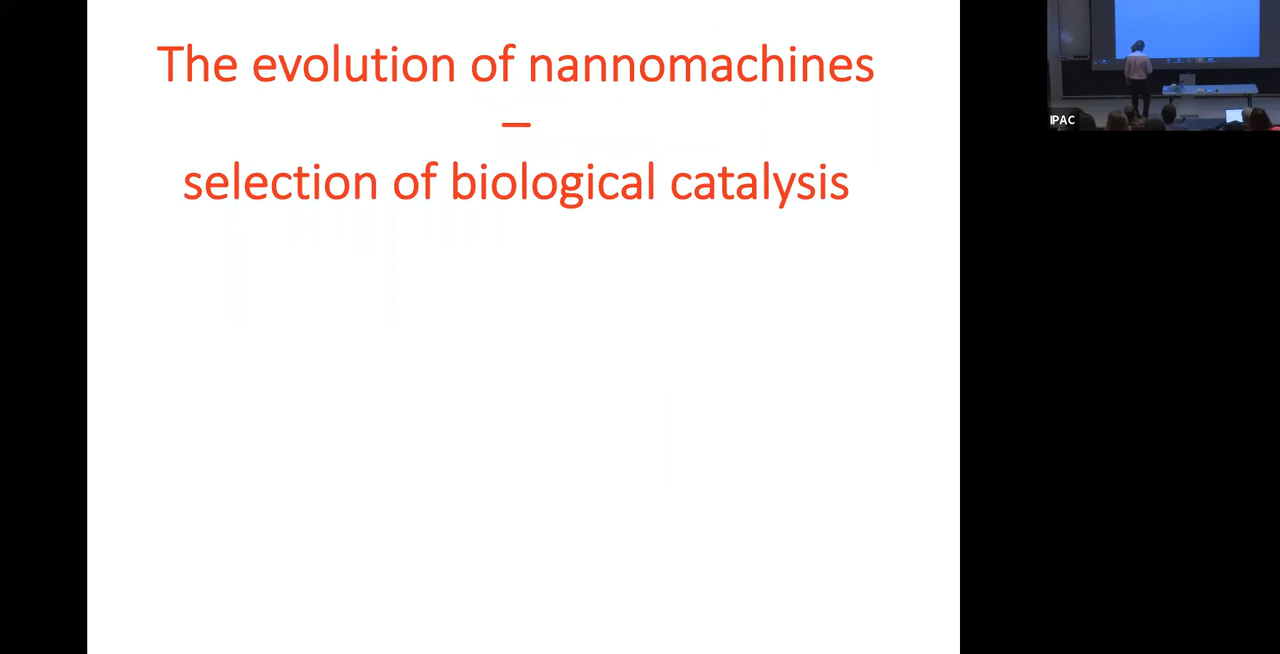 The evolution of nannomachines
–
selection of biological catalysis
IPAC